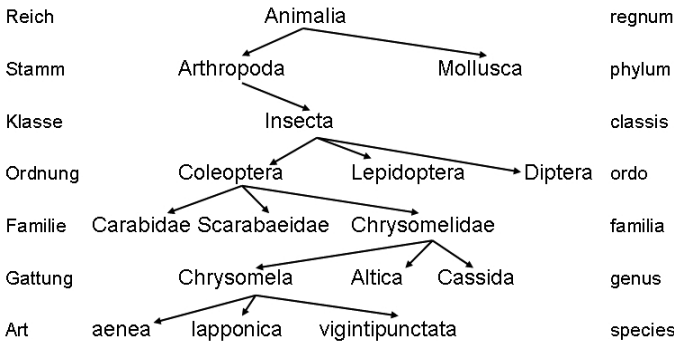 Reich Animalia regnum
Stamm Arthropoda Mollusca phylum
Klasse Insecta classis
Ordnung Coleoptera Lepidoptera Diptera ordo
Familie Carabidae Scarabaeidae Chrysomelidae familia
Gattung Chrysomela Altica Cassida genus
Art aenea lapponica vigintipunctata species